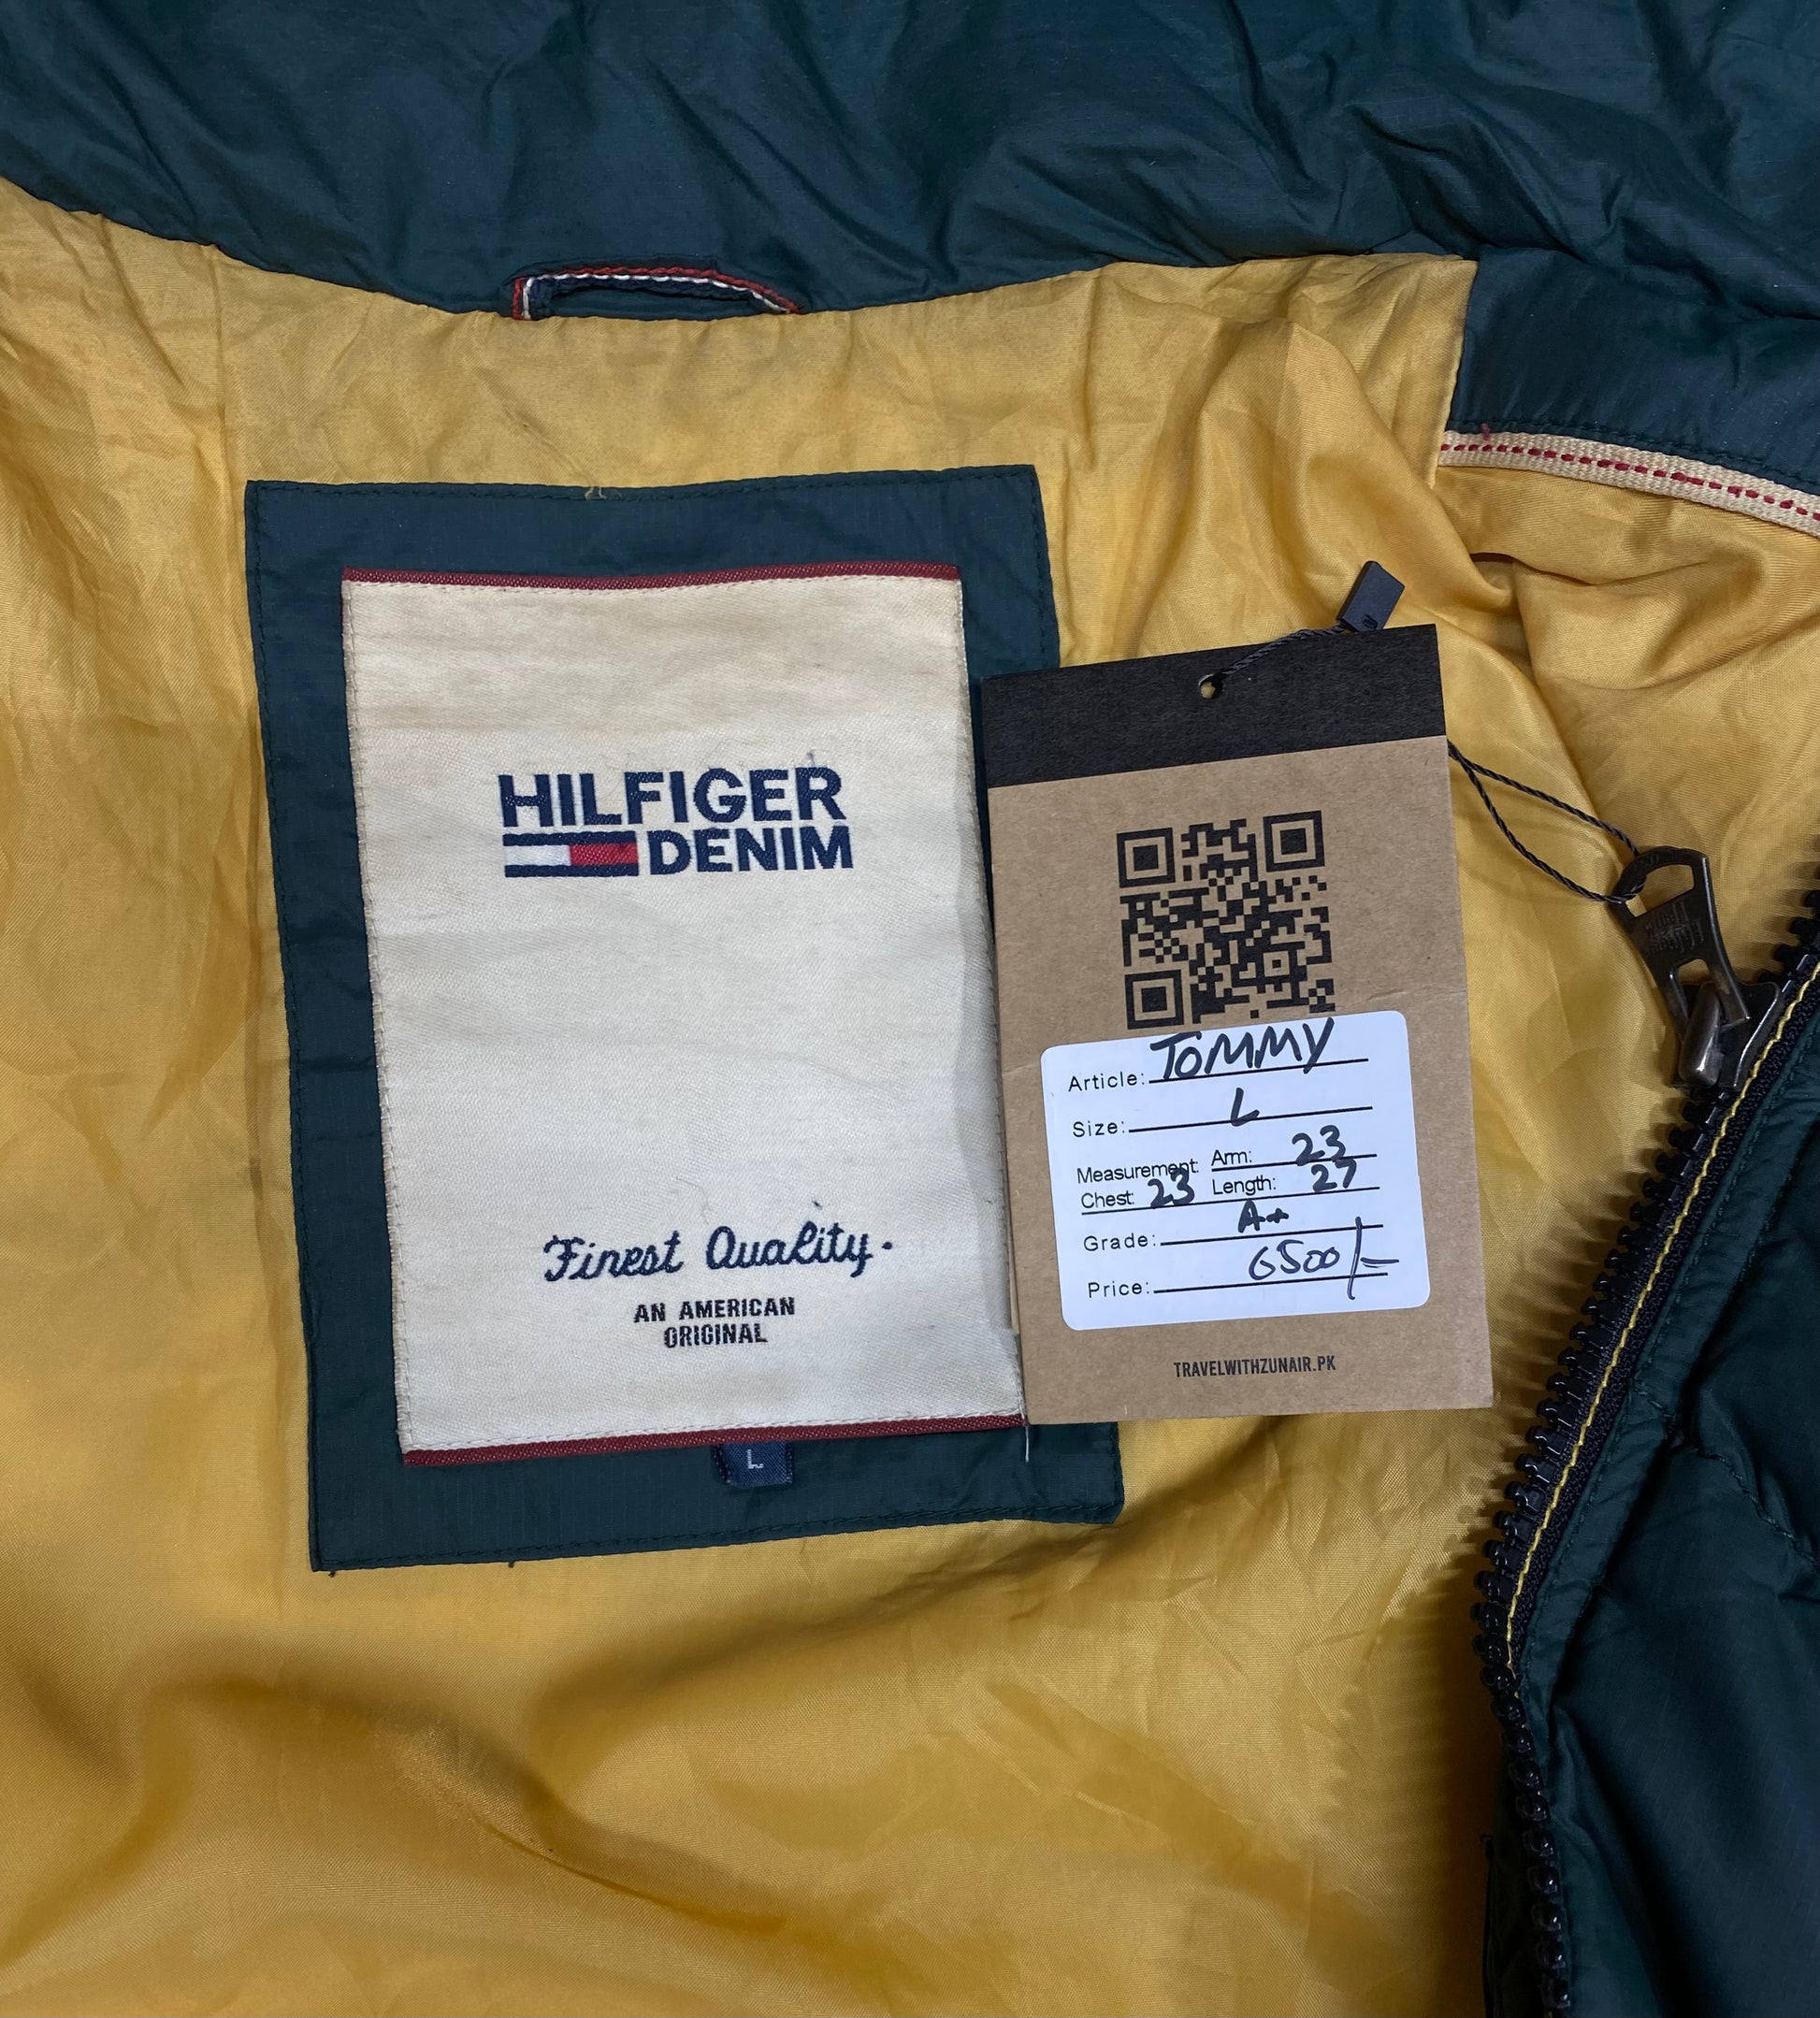 HILFIGER
DENIM
Finest Quality.
AN AMERICAN
ORIGINAL
L
Article: TOMMY
Size: L
Measurement: Arm: 23
Chest: 23 Length: 27
Grade: A+
Price: 6500/-
TRAVELWITHZUNAIR.PK